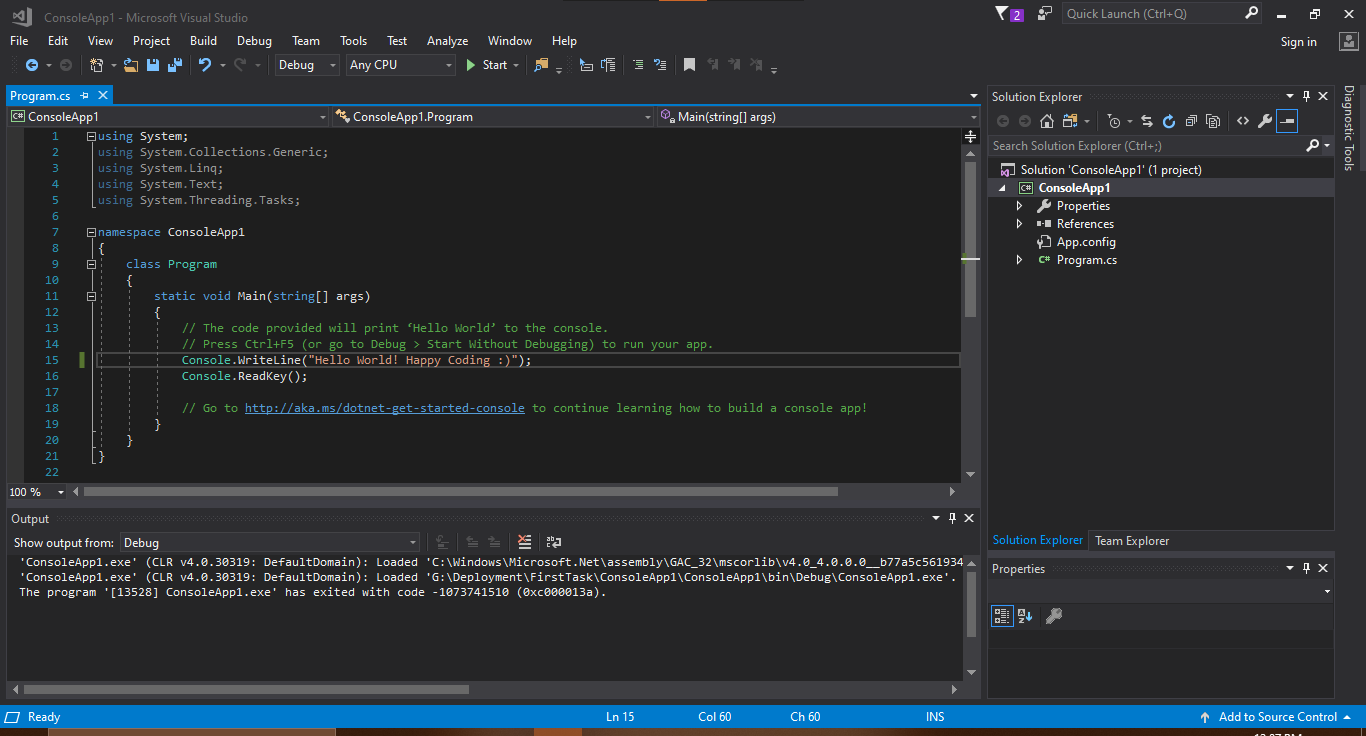 ConsoleApp1 - Microsoft Visual Studio
2
Quick Launch (Ctrl+Q)
File Edit View Project Build Debug Team Tools Test Analyze Window Help
Sign in
Debug Any CPU Start
Program.cs
ConsoleApp1 ConsoleApp1.Program Main(string[] args)
1 using System;
2 using System.Collections.Generic;
3 using System.Linq;
4 using System.Text;
5 using System.Threading.Tasks;
6
7 namespace ConsoleApp1
8 {
9 class Program
10 {
11 static void Main(string[] args)
12 {
13 // The code provided will print ‘Hello World’ to the console.
14 // Press Ctrl+F5 (or go to Debug > Start Without Debugging) to run your app.
15 Console.WriteLine("Hello World! Happy Coding :)");
16 Console.ReadKey();
17
18 // Go to http://aka.ms/dotnet-get-started-console to continue learning how to build a console app!
19 }
20 }
21 }
22
100 %
Output
Show output from: Debug
'ConsoleApp1.exe' (CLR v4.0.30319: DefaultDomain): Loaded 'C:\Windows\Microsoft.Net\assembly\GAC_32\mscorlib\v4.0_4.0.0.0__b77a5c561934
'ConsoleApp1.exe' (CLR v4.0.30319: DefaultDomain): Loaded 'G:\Deployment\FirstTask\ConsoleApp1\ConsoleApp1\bin\Debug\ConsoleApp1.exe'.
The program '[13528] ConsoleApp1.exe' has exited with code -1073741510 (0xc000013a).
Solution Explorer
Search Solution Explorer (Ctrl+;)
Solution 'ConsoleApp1' (1 project)
C# ConsoleApp1
Properties
References
App.config
C# Program.cs
Solution Explorer Team Explorer
Properties
Diagnostic Tools
Ready Ln 15 Col 60 Ch 60 INS Add to Source Control